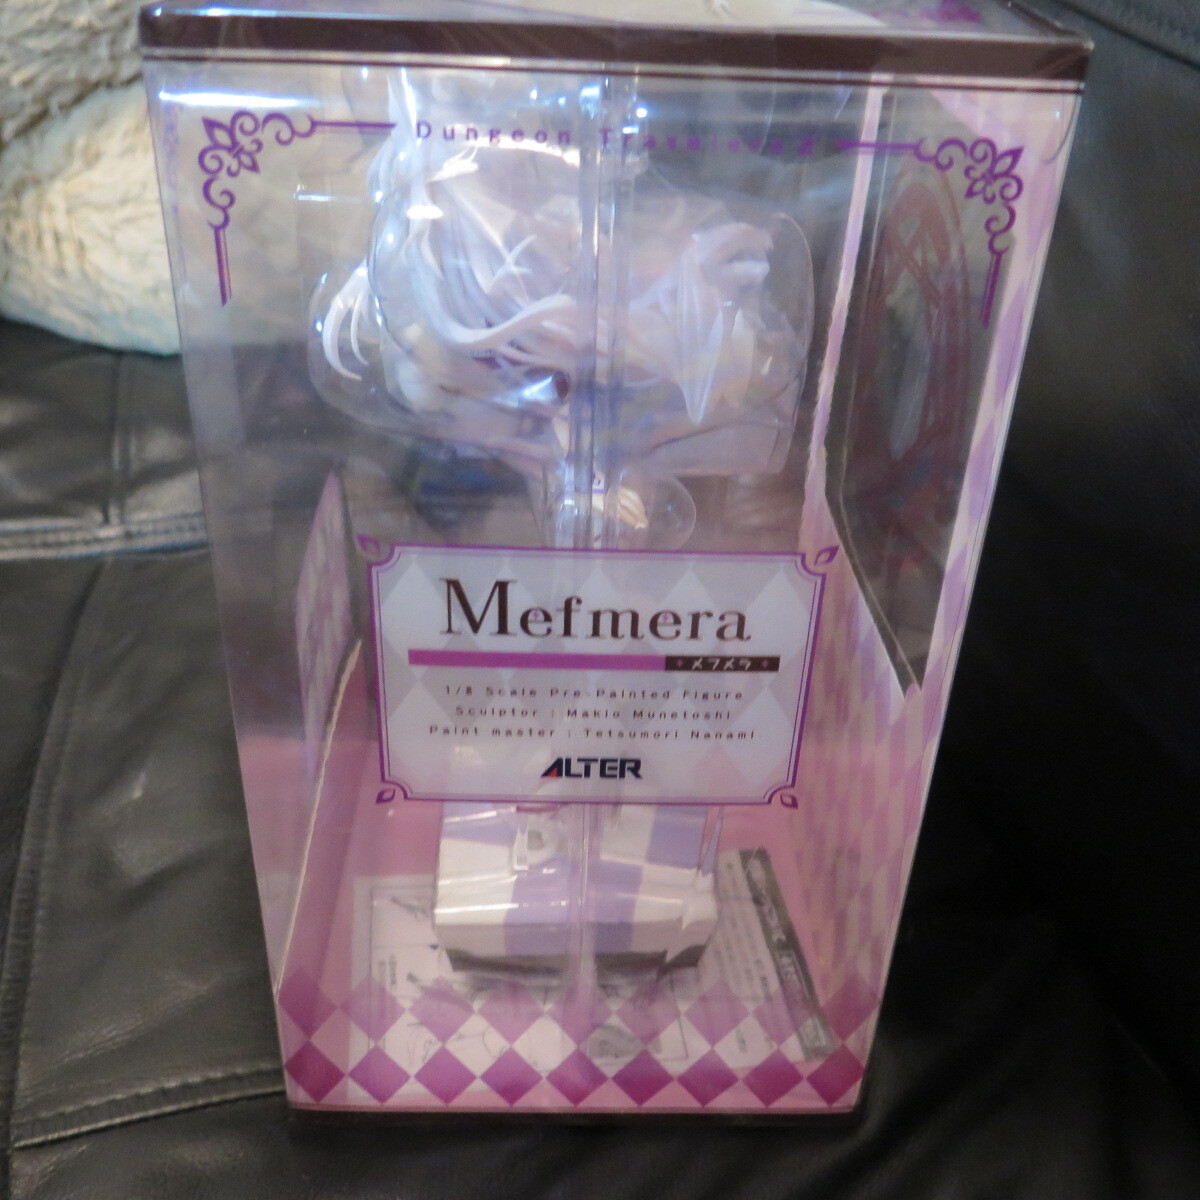 Dungeon Travelers 2
Mefmera
メフメラ
1/8 Scale Pre-Painted Figure
Sculptor : Makio Munetoshi
Paint master : Tetsumori Nanami
ALTER